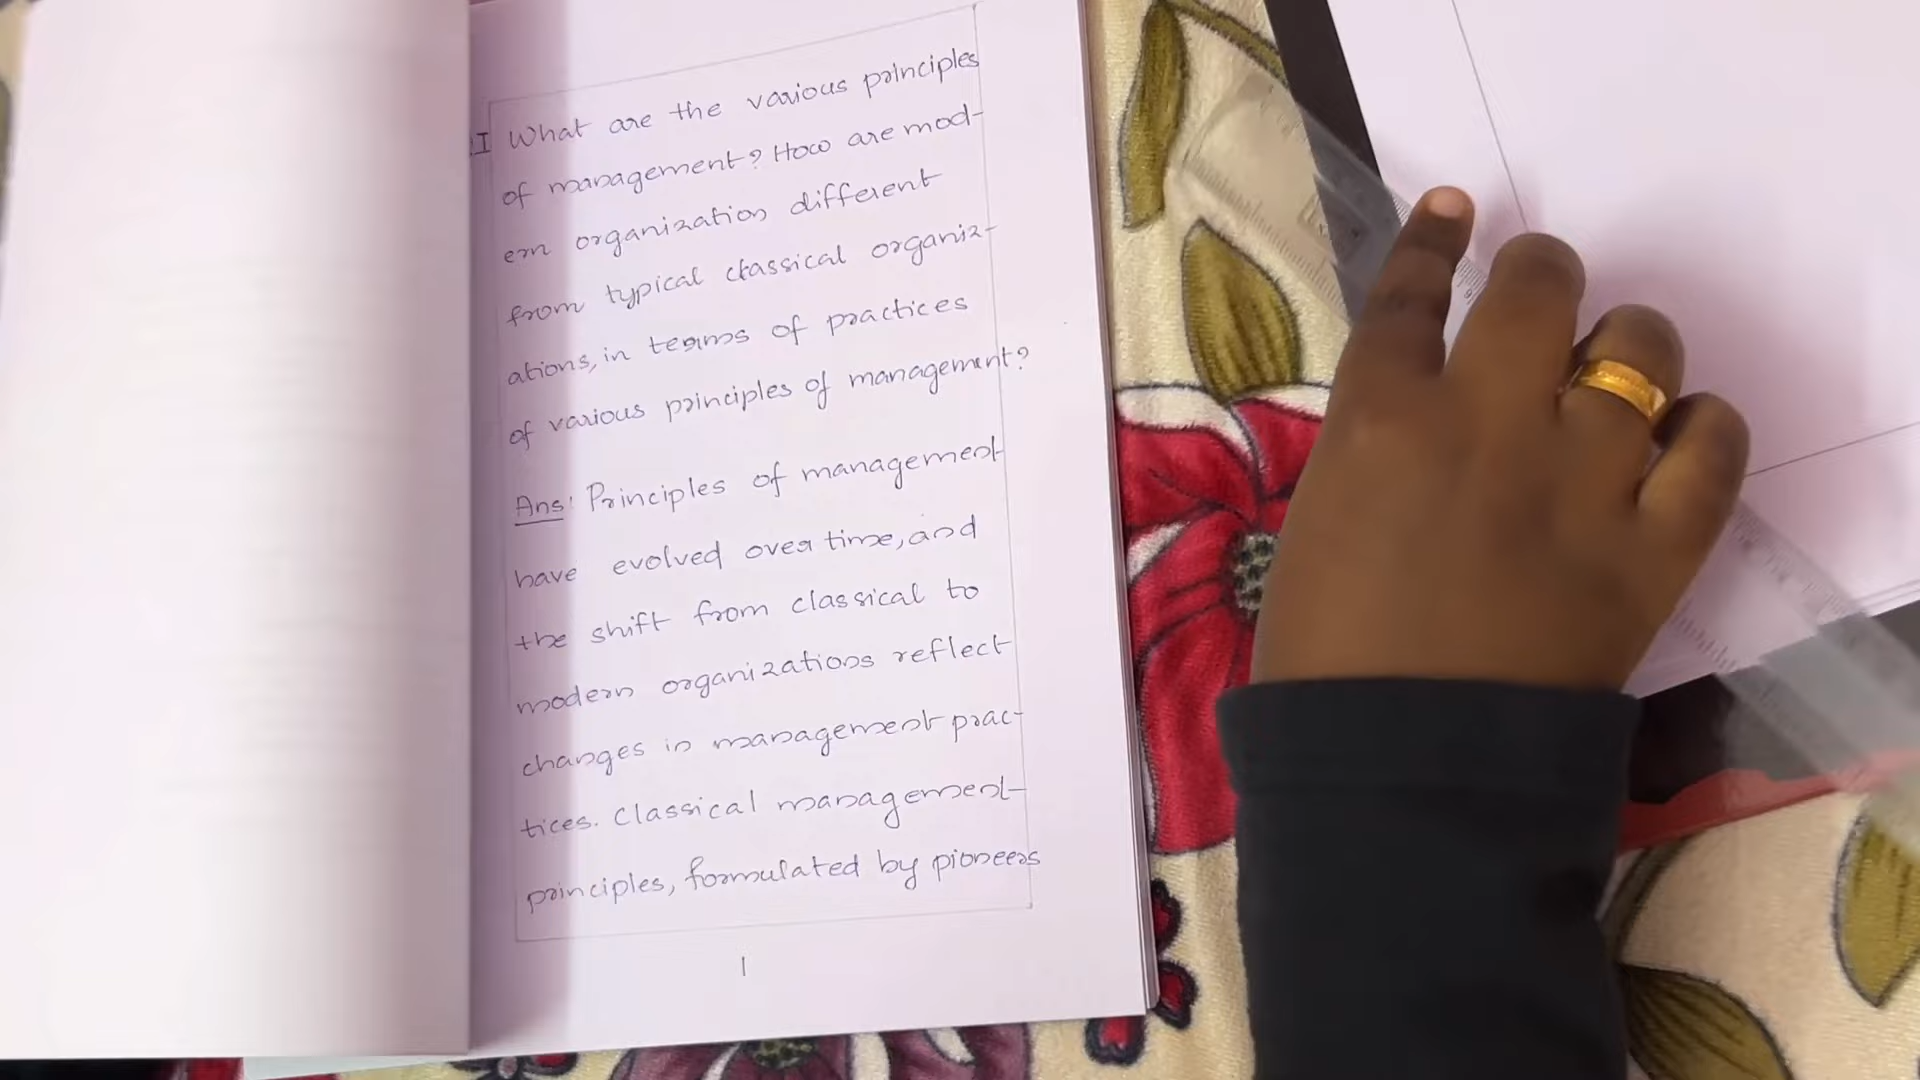 .I What are the various principles
of management? How are mod-
ern organization different
from typical classical organiz-
ations, in terms of practices
of various principles of management?
Ans: Principles of management
have evolved over time, and
the shift from classical to
modern organizations reflect
changes in management prac-
tices. Classical management
principles, formulated by pioneers
1